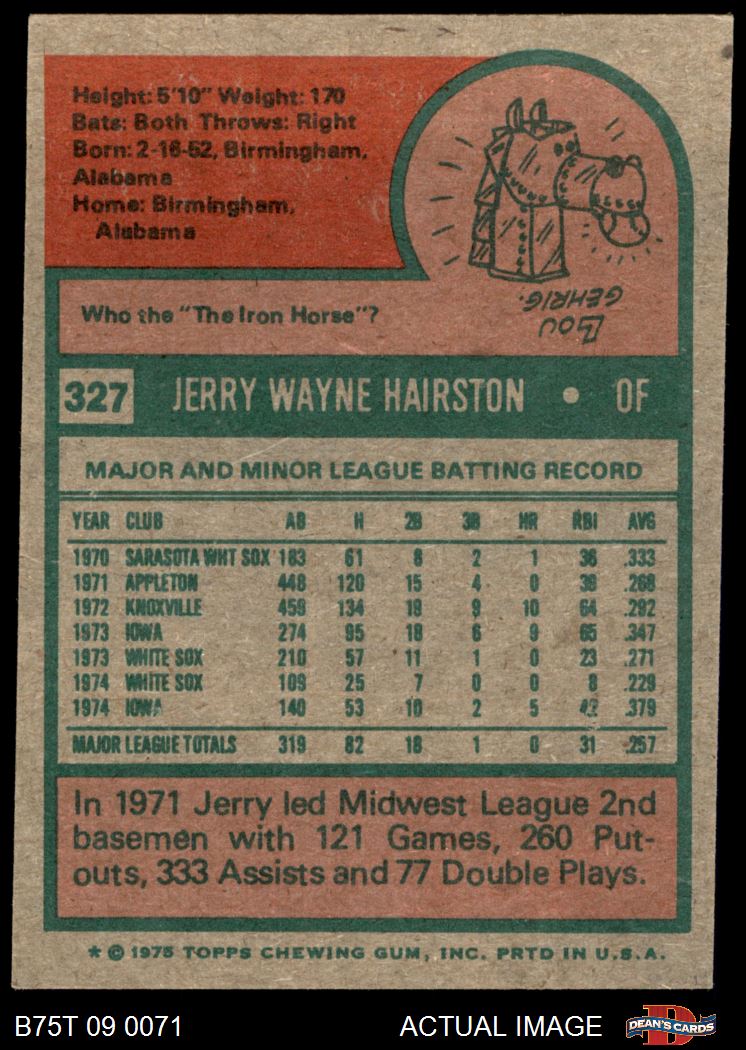 Height: 5'10" Weight: 170
Bats: Both Throws: Right
Born: 2-16-52, Birmingham,
Alabama
Home: Birmingham,
Alabama
Who the "The Iron Horse"?
LOU
GEHRIG.
327 JERRY WAYNE HAIRSTON • OF
MAJOR AND MINOR LEAGUE BATTING RECORD
YEAR CLUB AB H 2B 3B HR RBI AVG
1970 SARASOTA WHT SOX 183 61 8 2 1 36 .333
1971 APPLETON 448 120 15 4 0 39 .268
1972 KNOXVILLE 459 134 19 9 10 64 .292
1973 IOWA 274 95 18 6 9 65 .347
1973 WHITE SOX 210 57 11 1 0 23 .271
1974 WHITE SOX 109 25 7 0 0 8 .229
1974 IOWA 140 53 10 2 5 .379
MAJOR LEAGUE TOTALS 319 82 18 1 0 31 .257
In 1971 Jerry led Midwest League 2nd
basemen with 121 Games, 260 Put-
outs, 333 Assists and 77 Double Plays.
* © 1975 TOPPS CHEWING GUM, INC. PRTD IN U.S.A.
B75T 09 0071 ACTUAL IMAGE
D
DEAN'S CARDS